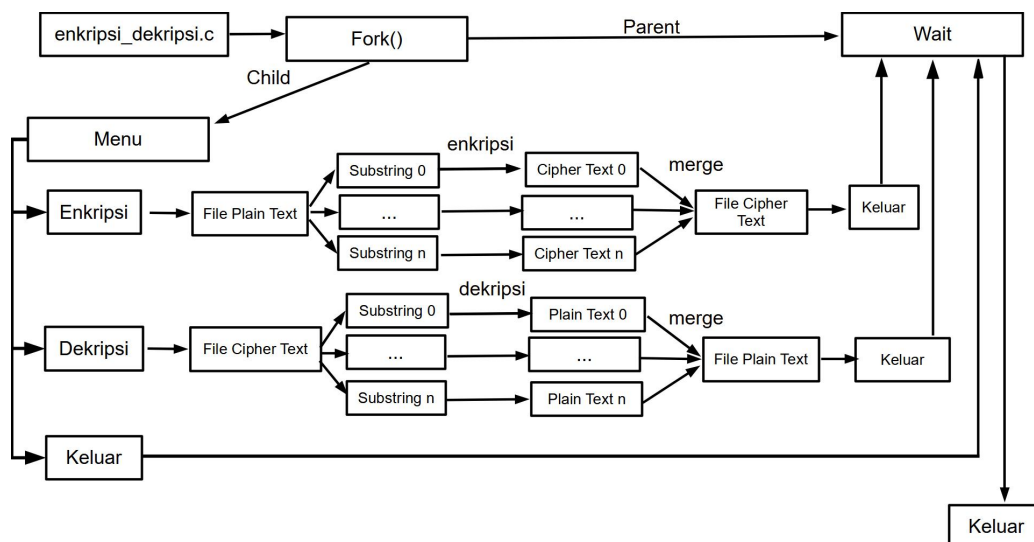 enkripsi_dekripsi.c
Fork()
Parent
Wait
Child
Menu
enkripsi
merge
Substring 0
Cipher Text 0
Enkripsi
File Plain Text
...
...
File Cipher
Text
Keluar
Substring n
Cipher Text n
dekripsi
merge
Substring 0
Plain Text 0
Dekripsi
File Cipher Text
...
...
File Plain Text
Keluar
Substring n
Plain Text n
Keluar
Keluar